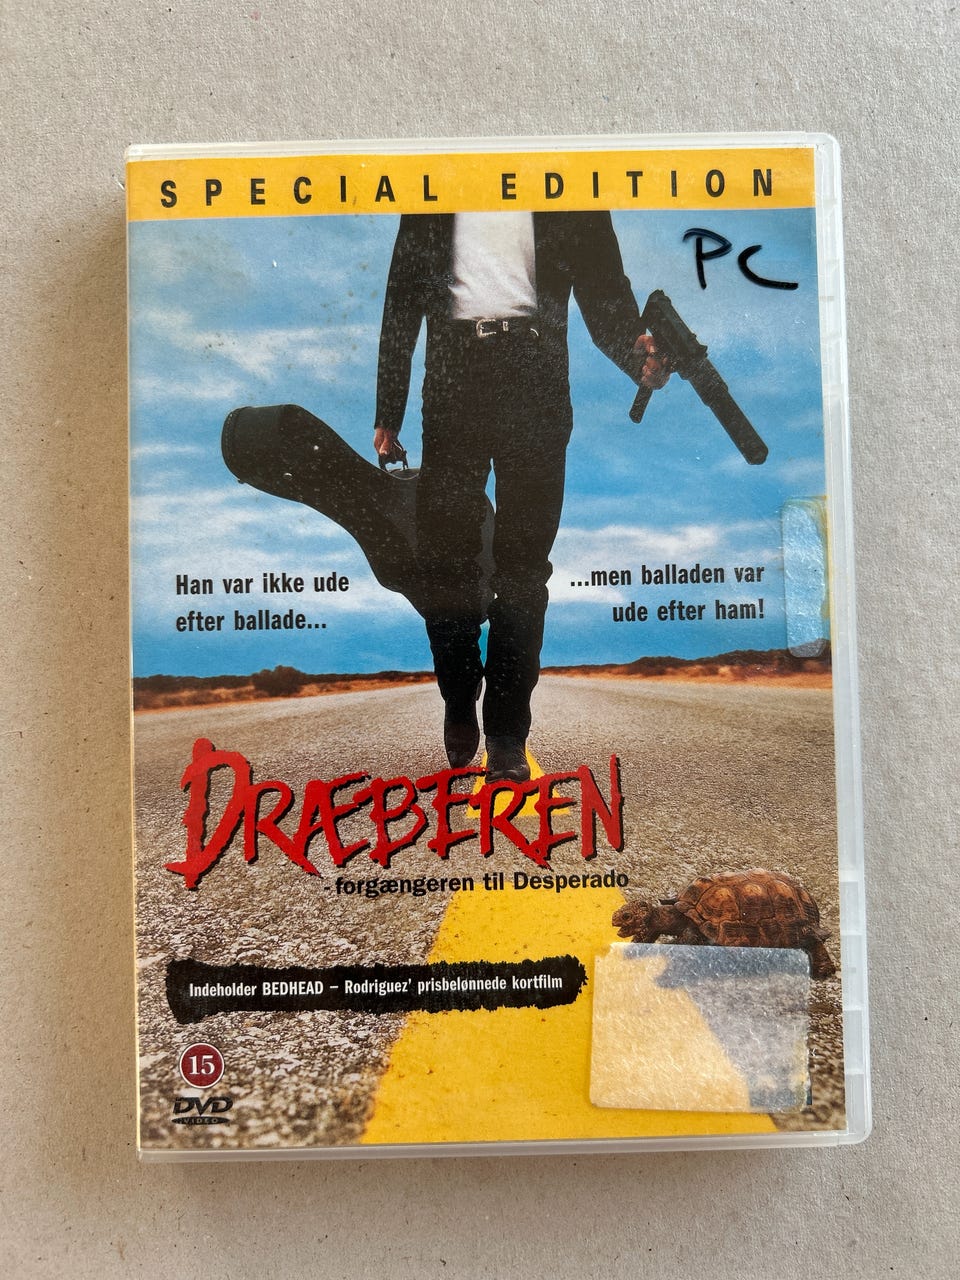 SPECIAL EDITION
PC
Han var ikke ude
efter ballade...
...men balladen var
ude efter ham!
DRÆBEREN
- forgængeren til Desperado
Indeholder BEDHEAD – Rodriguez' prisbelønnede kortfilm
15
DVD
VIDEO